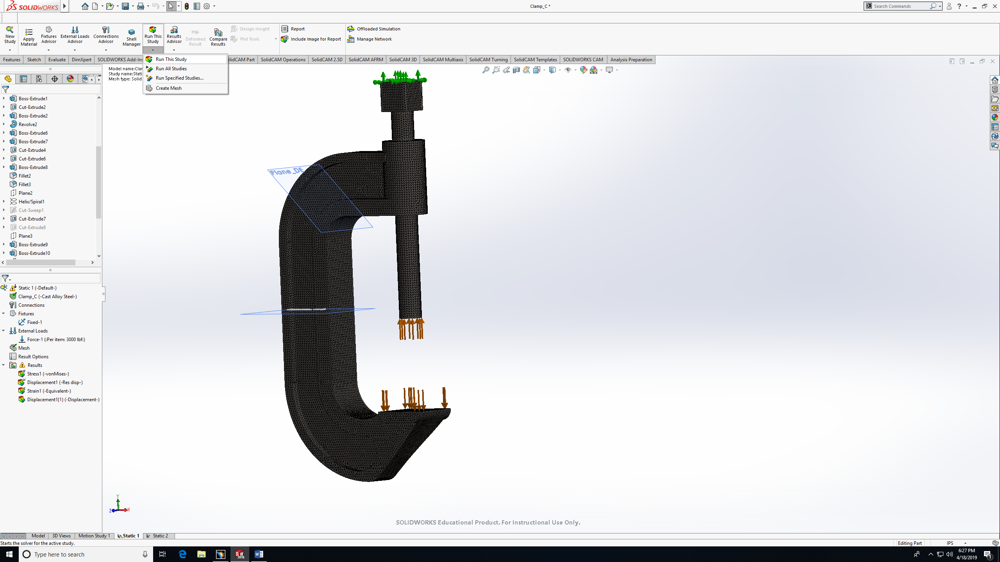 SOLIDWORKS
Clamp_C *
Search Commands
New Study
Apply Material
Fixtures Advisor
External Loads Advisor
Connections Advisor
Shell Manager
Run This Study
Results Advisor
Deformed Result
Compare Results
Design Insight
Plot Tools
Report
Include Image for Report
Offloaded Simulation
Manage Network
Features
Sketch
Evaluate
DimXpert
SOLIDWORKS Add-Ins
olidCAM Part
SolidCAM Operations
SolidCAM 2.5D
SolidCAM AFRM
SolidCAM 3D
SolidCAM Multiaxis
SolidCAM Turning
SolidCAM Templates
SOLIDWORKS CAM
Analysis Preparation
Run This Study
Run All Studies
Run Specified Studies...
Create Mesh
Model name:Clar
Study name:Stati
Mesh type: Solid
Boss-Extrude1
Cut-Extrude2
Boss-Extrude2
Revolve2
Boss-Extrude6
Boss-Extrude7
Cut-Extrude4
Cut-Extrude6
Boss-Extrude8
Fillet2
Fillet3
Plane2
Helix/Spiral1
Cut-Sweep1
Cut-Extrude7
Cut-Extrude8
Plane3
Boss-Extrude9
Boss-Extrude10
Plane_DE
Static 1 (-Default-)
Clamp_C (-Cast Alloy Steel-)
Connections
Fixtures
Fixed-1
External Loads
Force-1 (:Per item: 3000 lbf:)
Mesh
Result Options
Results
Stress1 (-vonMises-)
Displacement1 (-Res disp-)
Strain1 (-Equivalent-)
Displacement1{1} (-Displacement-)
Y
Z
X
SOLIDWORKS Educational Product. For Instructional Use Only.
Model
3D Views
Motion Study 1
Static 1
Static 2
Starts the solver for the active study.
Editing Part
IPS
Type here to search
SW 2018
6:27 PM
4/18/2019
1